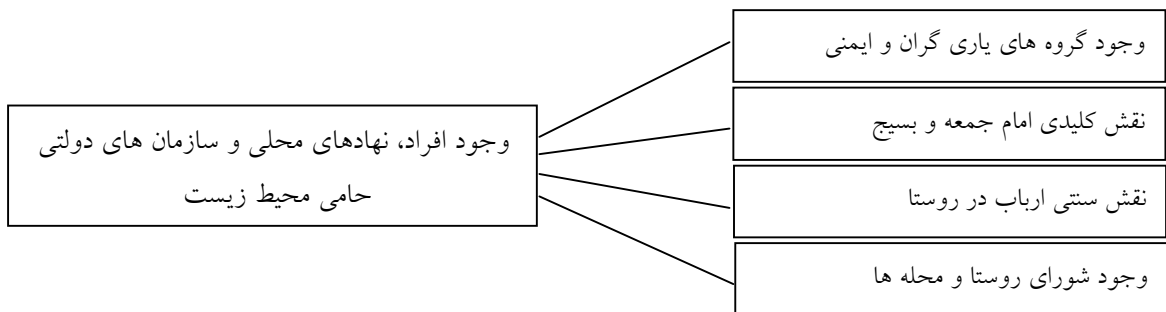 وجود گروه های یاری گران و ایمنی
نقش کلیدی امام جمعه و بسیج
وجود افراد، نهادهای محلی و سازمان های دولتی
حامی محیط زیست
نقش سنتی ارباب در روستا
وجود شورای روستا و محله ها